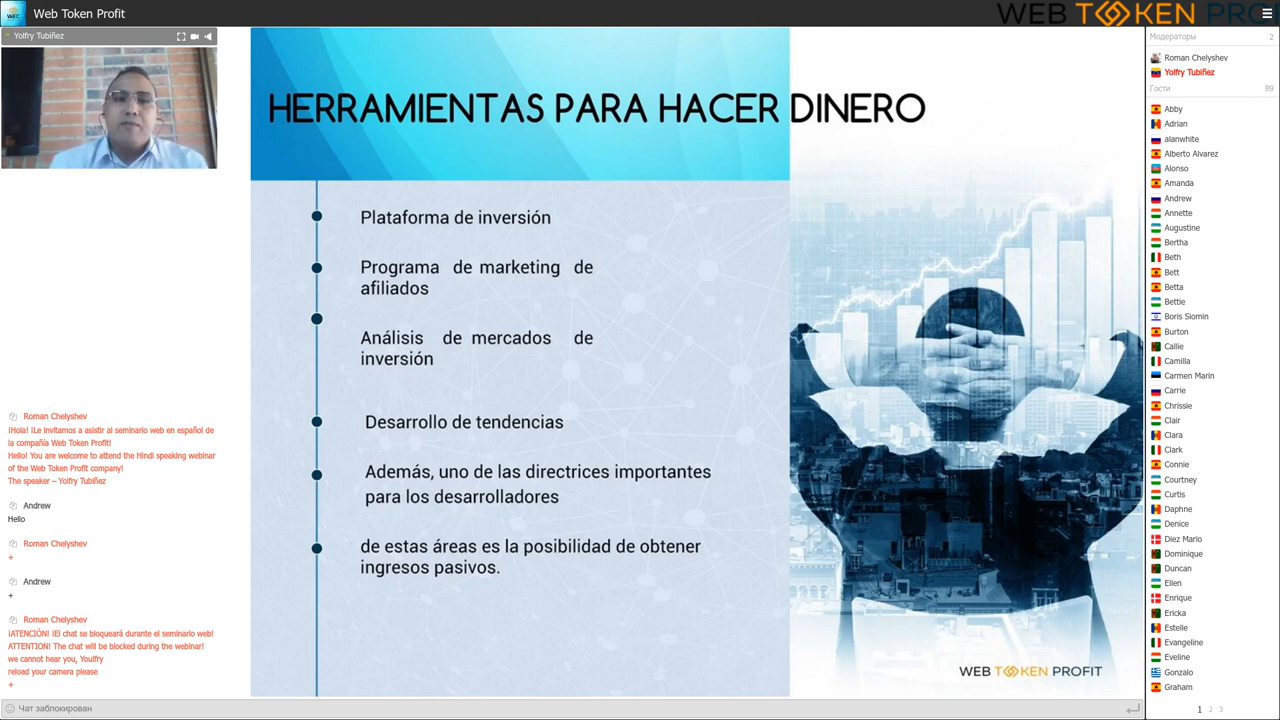 Web Token Profit
WEB TOKEN PROF
Yolfry Tubiñez
HERRAMIENTAS PARA HACER DINERO
Plataforma de inversión
Programa de marketing de
afiliados
Análisis de mercados de
inversión
Desarrollo de tendencias
Además, uno de las directrices importantes
para los desarrolladores
de estas áreas es la posibilidad de obtener
ingresos pasivos.
WEB TOKEN PROFIT
Roman Chelyshev
¡Hola! ¡Le invitamos a asistir al seminario web en español de
la compañía Web Token Profit!
Hello! You are welcome to attend the Hindi speaking webinar
of the Web Token Profit company!
The speaker – Yolfry Tubiñez
Andrew
Hello
Roman Chelyshev
+
Andrew
+
Roman Chelyshev
¡ATENCIÓN! ¡El chat se bloqueará durante el seminario web!
ATTENTION! The chat will be blocked during the webinar!
we cannot hear you, Youlfry
reload your camera please
+
Чат заблокирован
Модераторы 2
Roman Chelyshev
Yolfry Tubiñez
Гости 89
Abby
Adrian
alanwhite
Alberto Alvarez
Alonso
Amanda
Andrew
Annette
Augustine
Bertha
Beth
Bett
Betta
Bettie
Boris Siomin
Burton
Callie
Camilla
Carmen Marin
Carrie
Chrissie
Clair
Clara
Clark
Connie
Courtney
Curtis
Daphne
Denice
Diez Mario
Dominique
Duncan
Ellen
Enrique
Ericka
Estelle
Evangeline
Eveline
Gonzalo
Graham
1 2 3